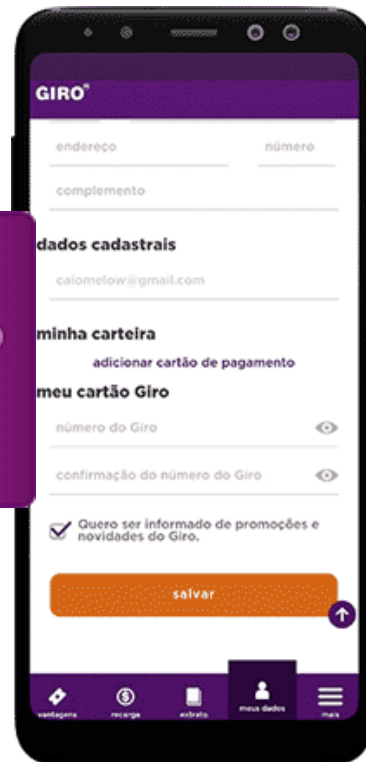 GIRO®
endereço número
complemento
dados cadastrais
caiomelow@gmail.com
minha carteira
adicionar cartão de pagamento
meu cartão Giro
número do Giro
confirmação do número do Giro
Quero ser informado de promoções e
novidades do Giro.
salvar
vantagens recarga extrato meus dados mais